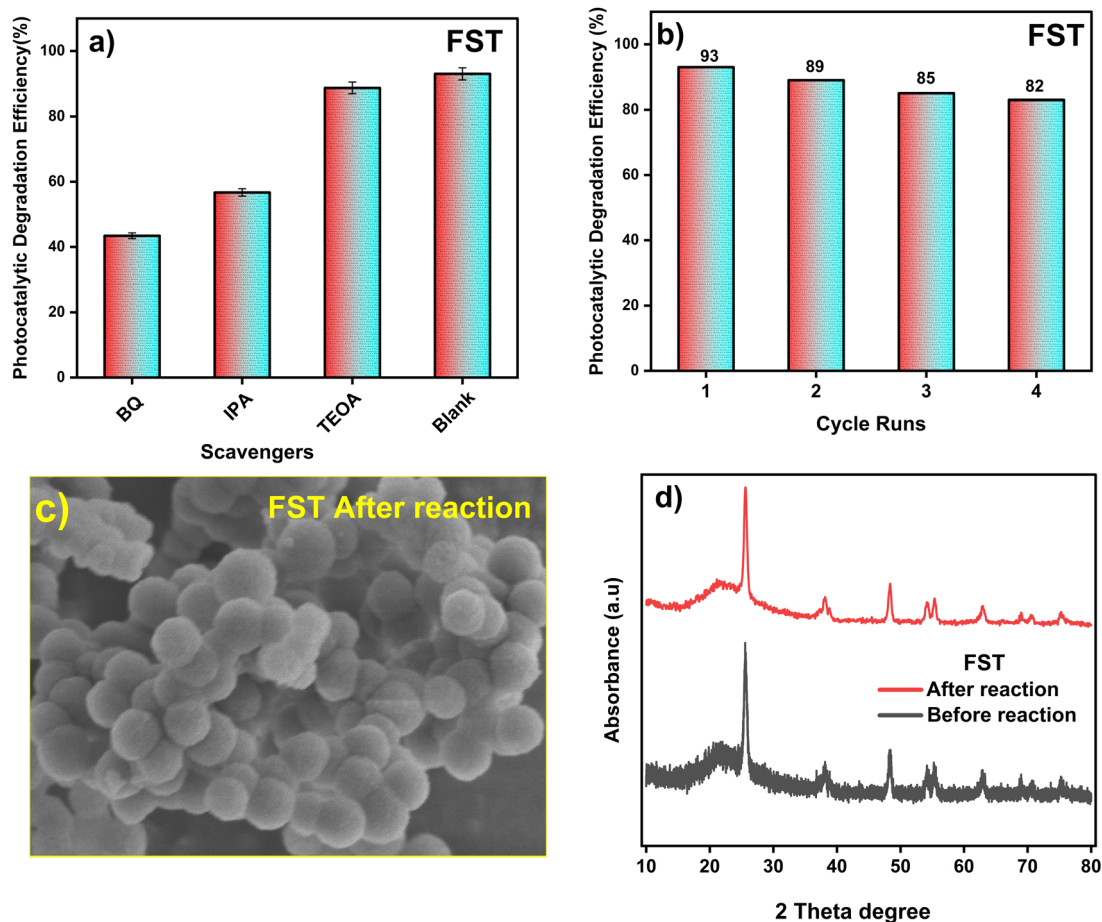 a)
FST
Photocatalytic Degradation Efficiency(%)
100
80
60
40
20
0
BQ
IPA
TEOA
Blank
Scavengers
b)
FST
Photocatalytic Degradation Efficiency (%)
100
80
60
40
20
0
93
89
85
82
1
2
3
4
Cycle Runs
c)
FST After reaction
d)
Absorbance (a.u)
FST
After reaction
Before reaction
10
20
30
40
50
60
70
80
2 Theta degree